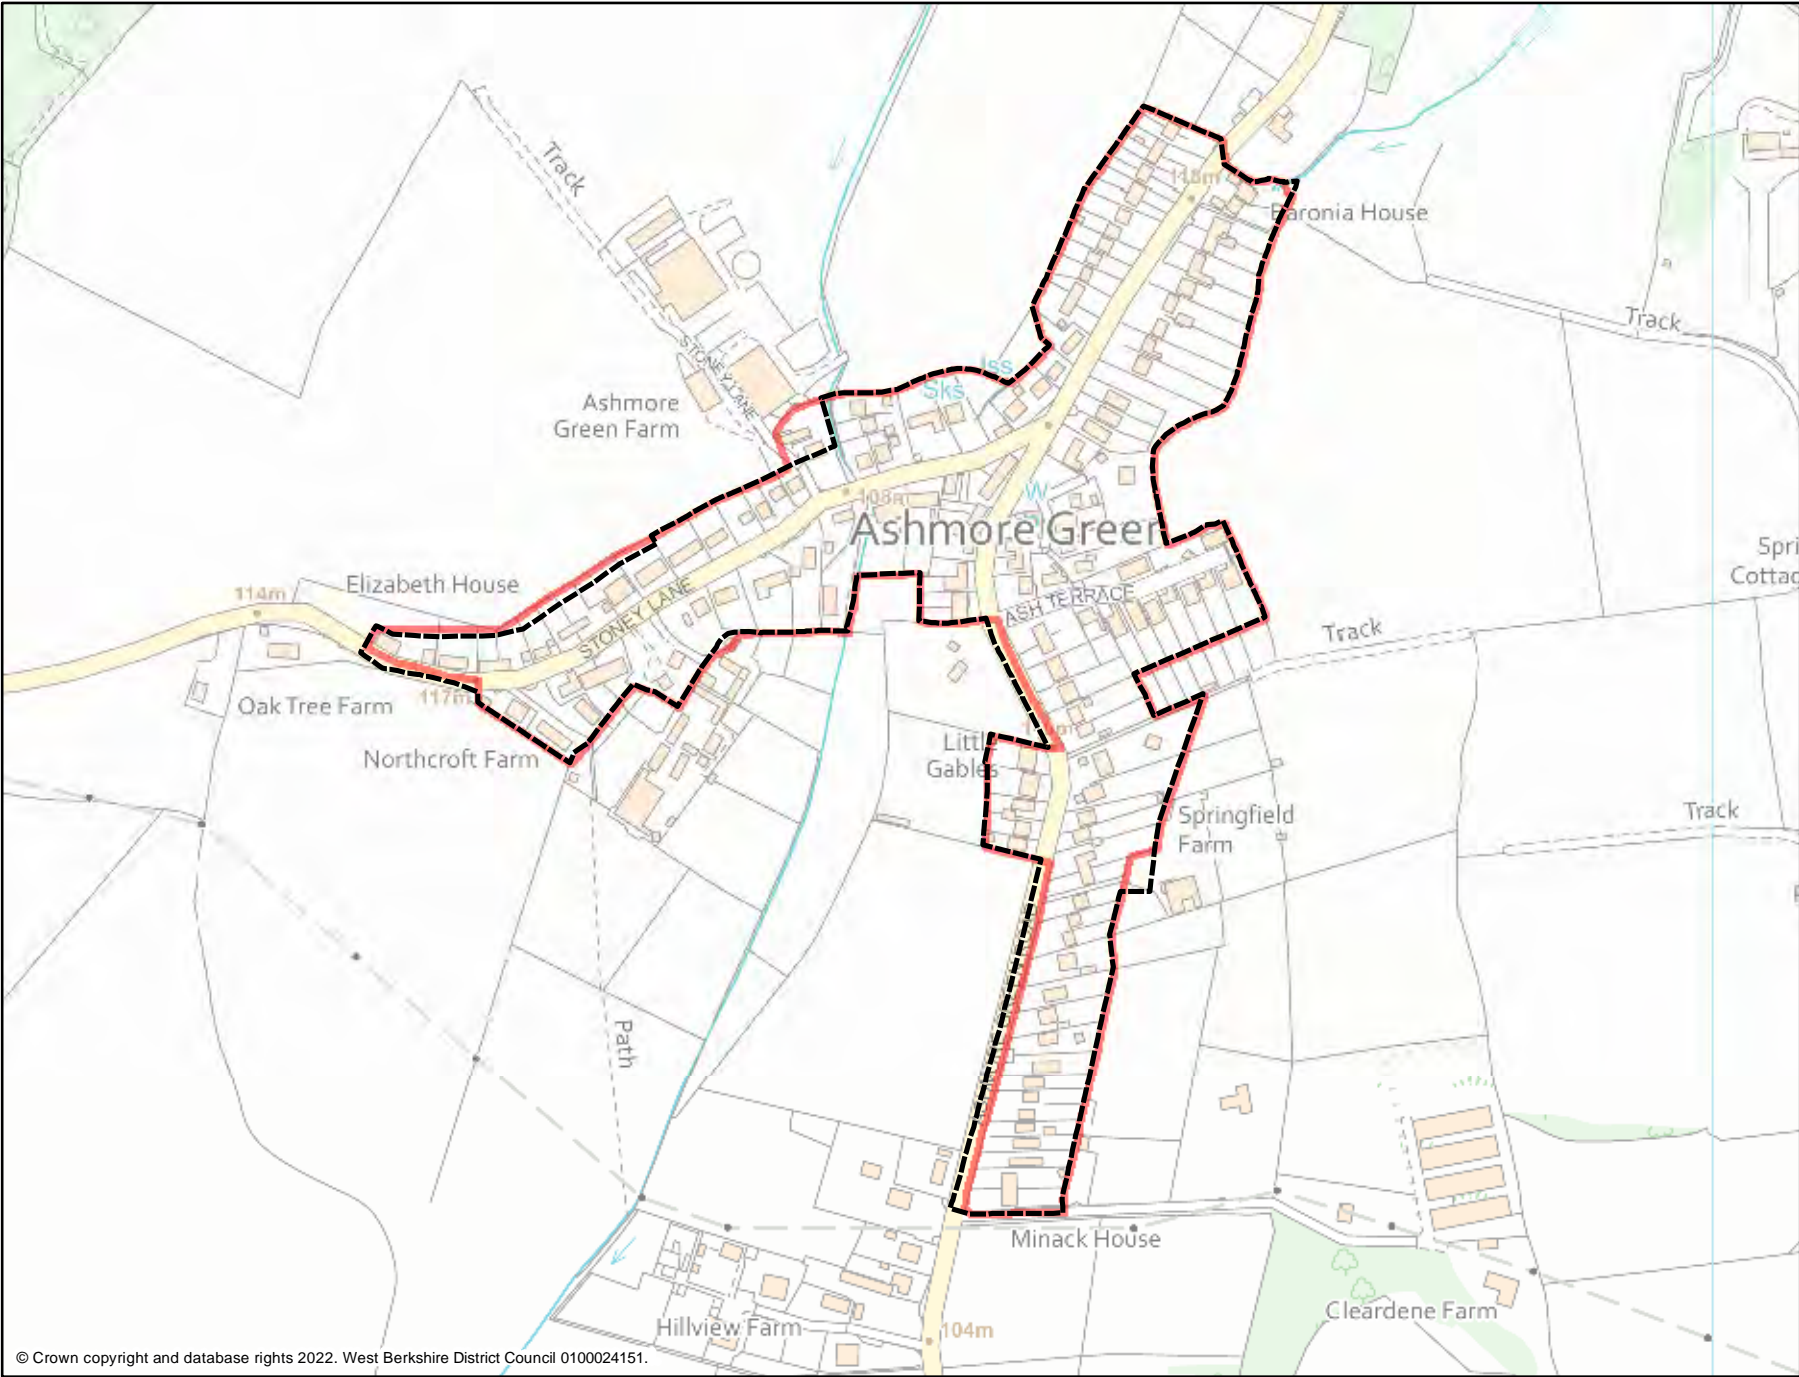 Track
118m
Baronia House
Track
STONEY LANE
Iss
Sks
Ashmore
Green Farm
W
108m
Ashmore Green
Spri
Cottag
Elizabeth House
114m
STONEY LANE
ASH TERRACE
Track
Oak Tree Farm
117m
Northcroft Farm
Little
Gables
Springfield
Farm
Track
Path
Minack House
Cleardene Farm
Hillview Farm
104m
© Crown copyright and database rights 2022. West Berkshire District Council 0100024151.